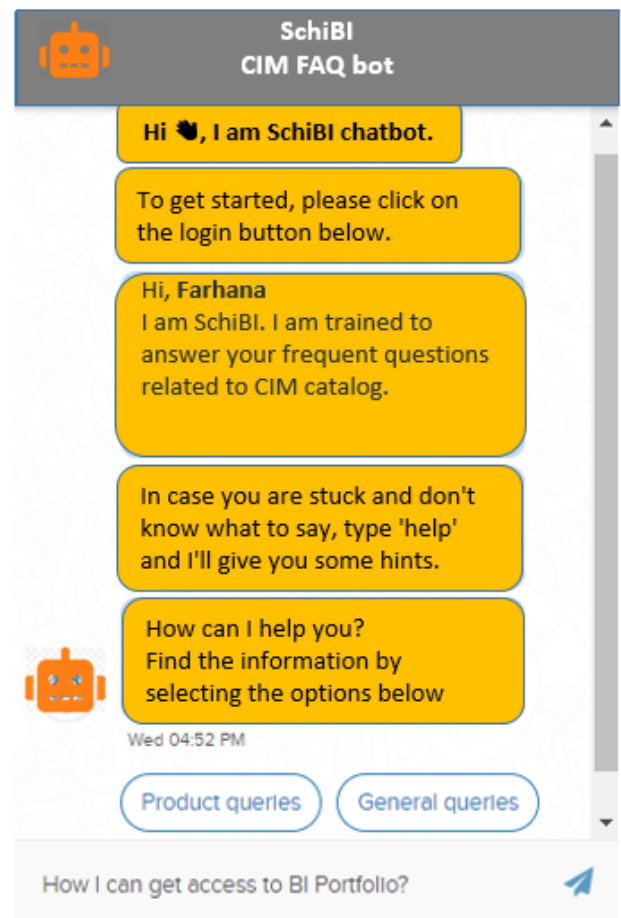 SchiBI
CIM FAQ bot
Hi 👋, I am SchiBI chatbot.
To get started, please click on
the login button below.
Hi, Farhana
I am SchiBI. I am trained to
answer your frequent questions
related to CIM catalog.
In case you are stuck and don't
know what to say, type 'help'
and I'll give you some hints.
How can I help you?
Find the information by
selecting the options below
Wed 04:52 PM
Product queries General queries
How I can get access to BI Portfolio?